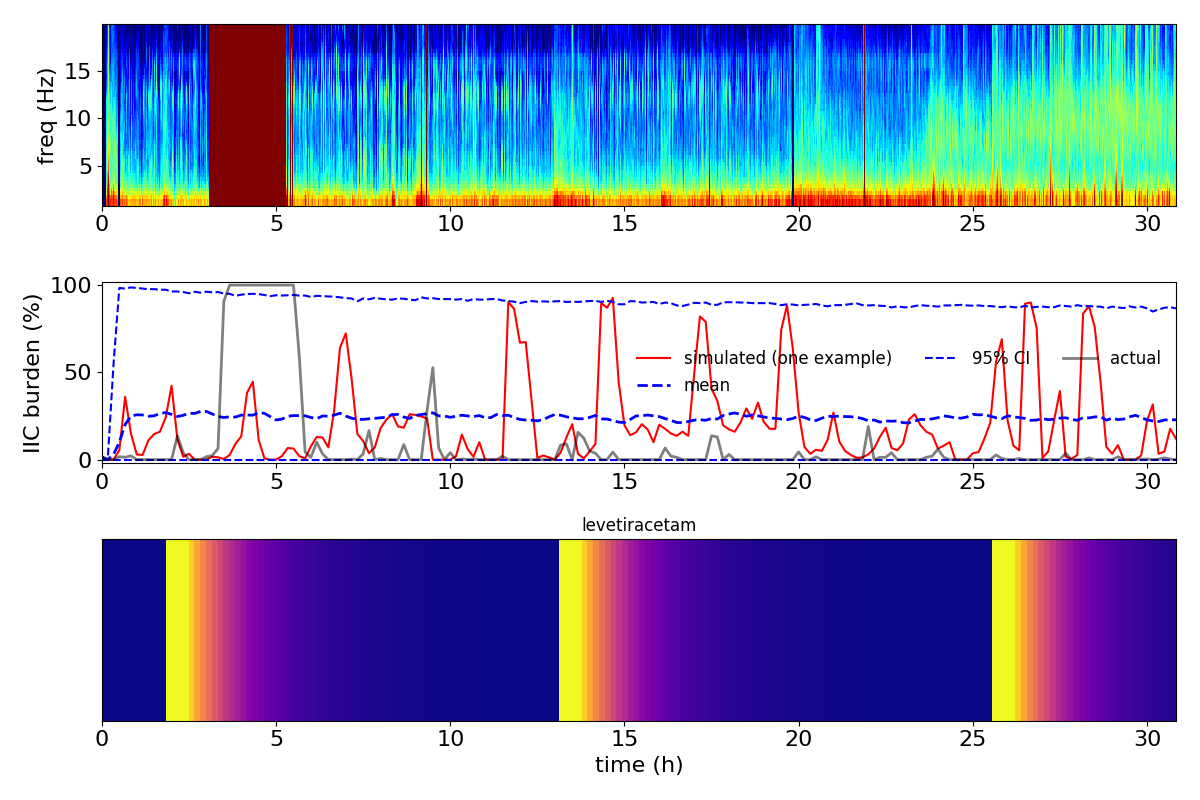 freq (Hz)
15
10
5
0 5 10 15 20 25 30
IIC burden (%)
100
50
0
simulated (one example) 95% CI actual
mean
0 5 10 15 20 25 30
levetiracetam
0 5 10 15 20 25 30
time (h)